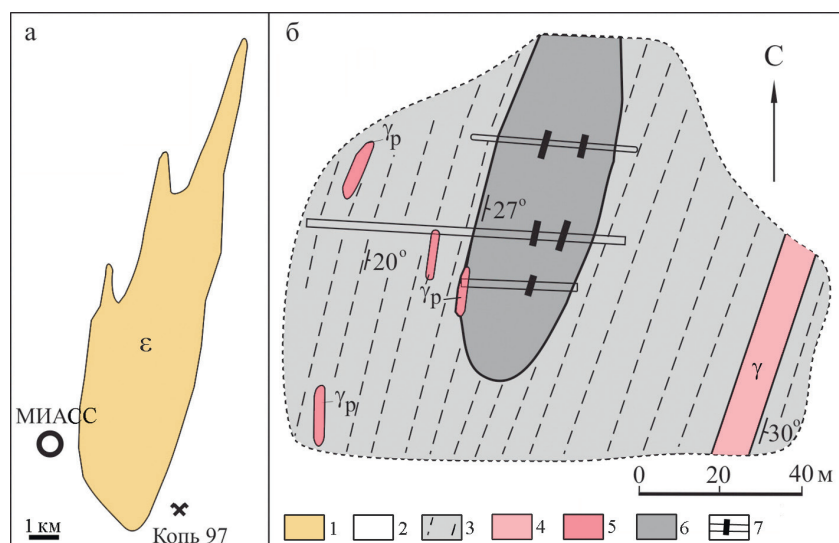 а
ε
МИАСС
1 км
Копь 97
б
С
γp
27°
20°
γp
γp
γ
30°
0 20 40 м
1 2 3 4 5 6 7